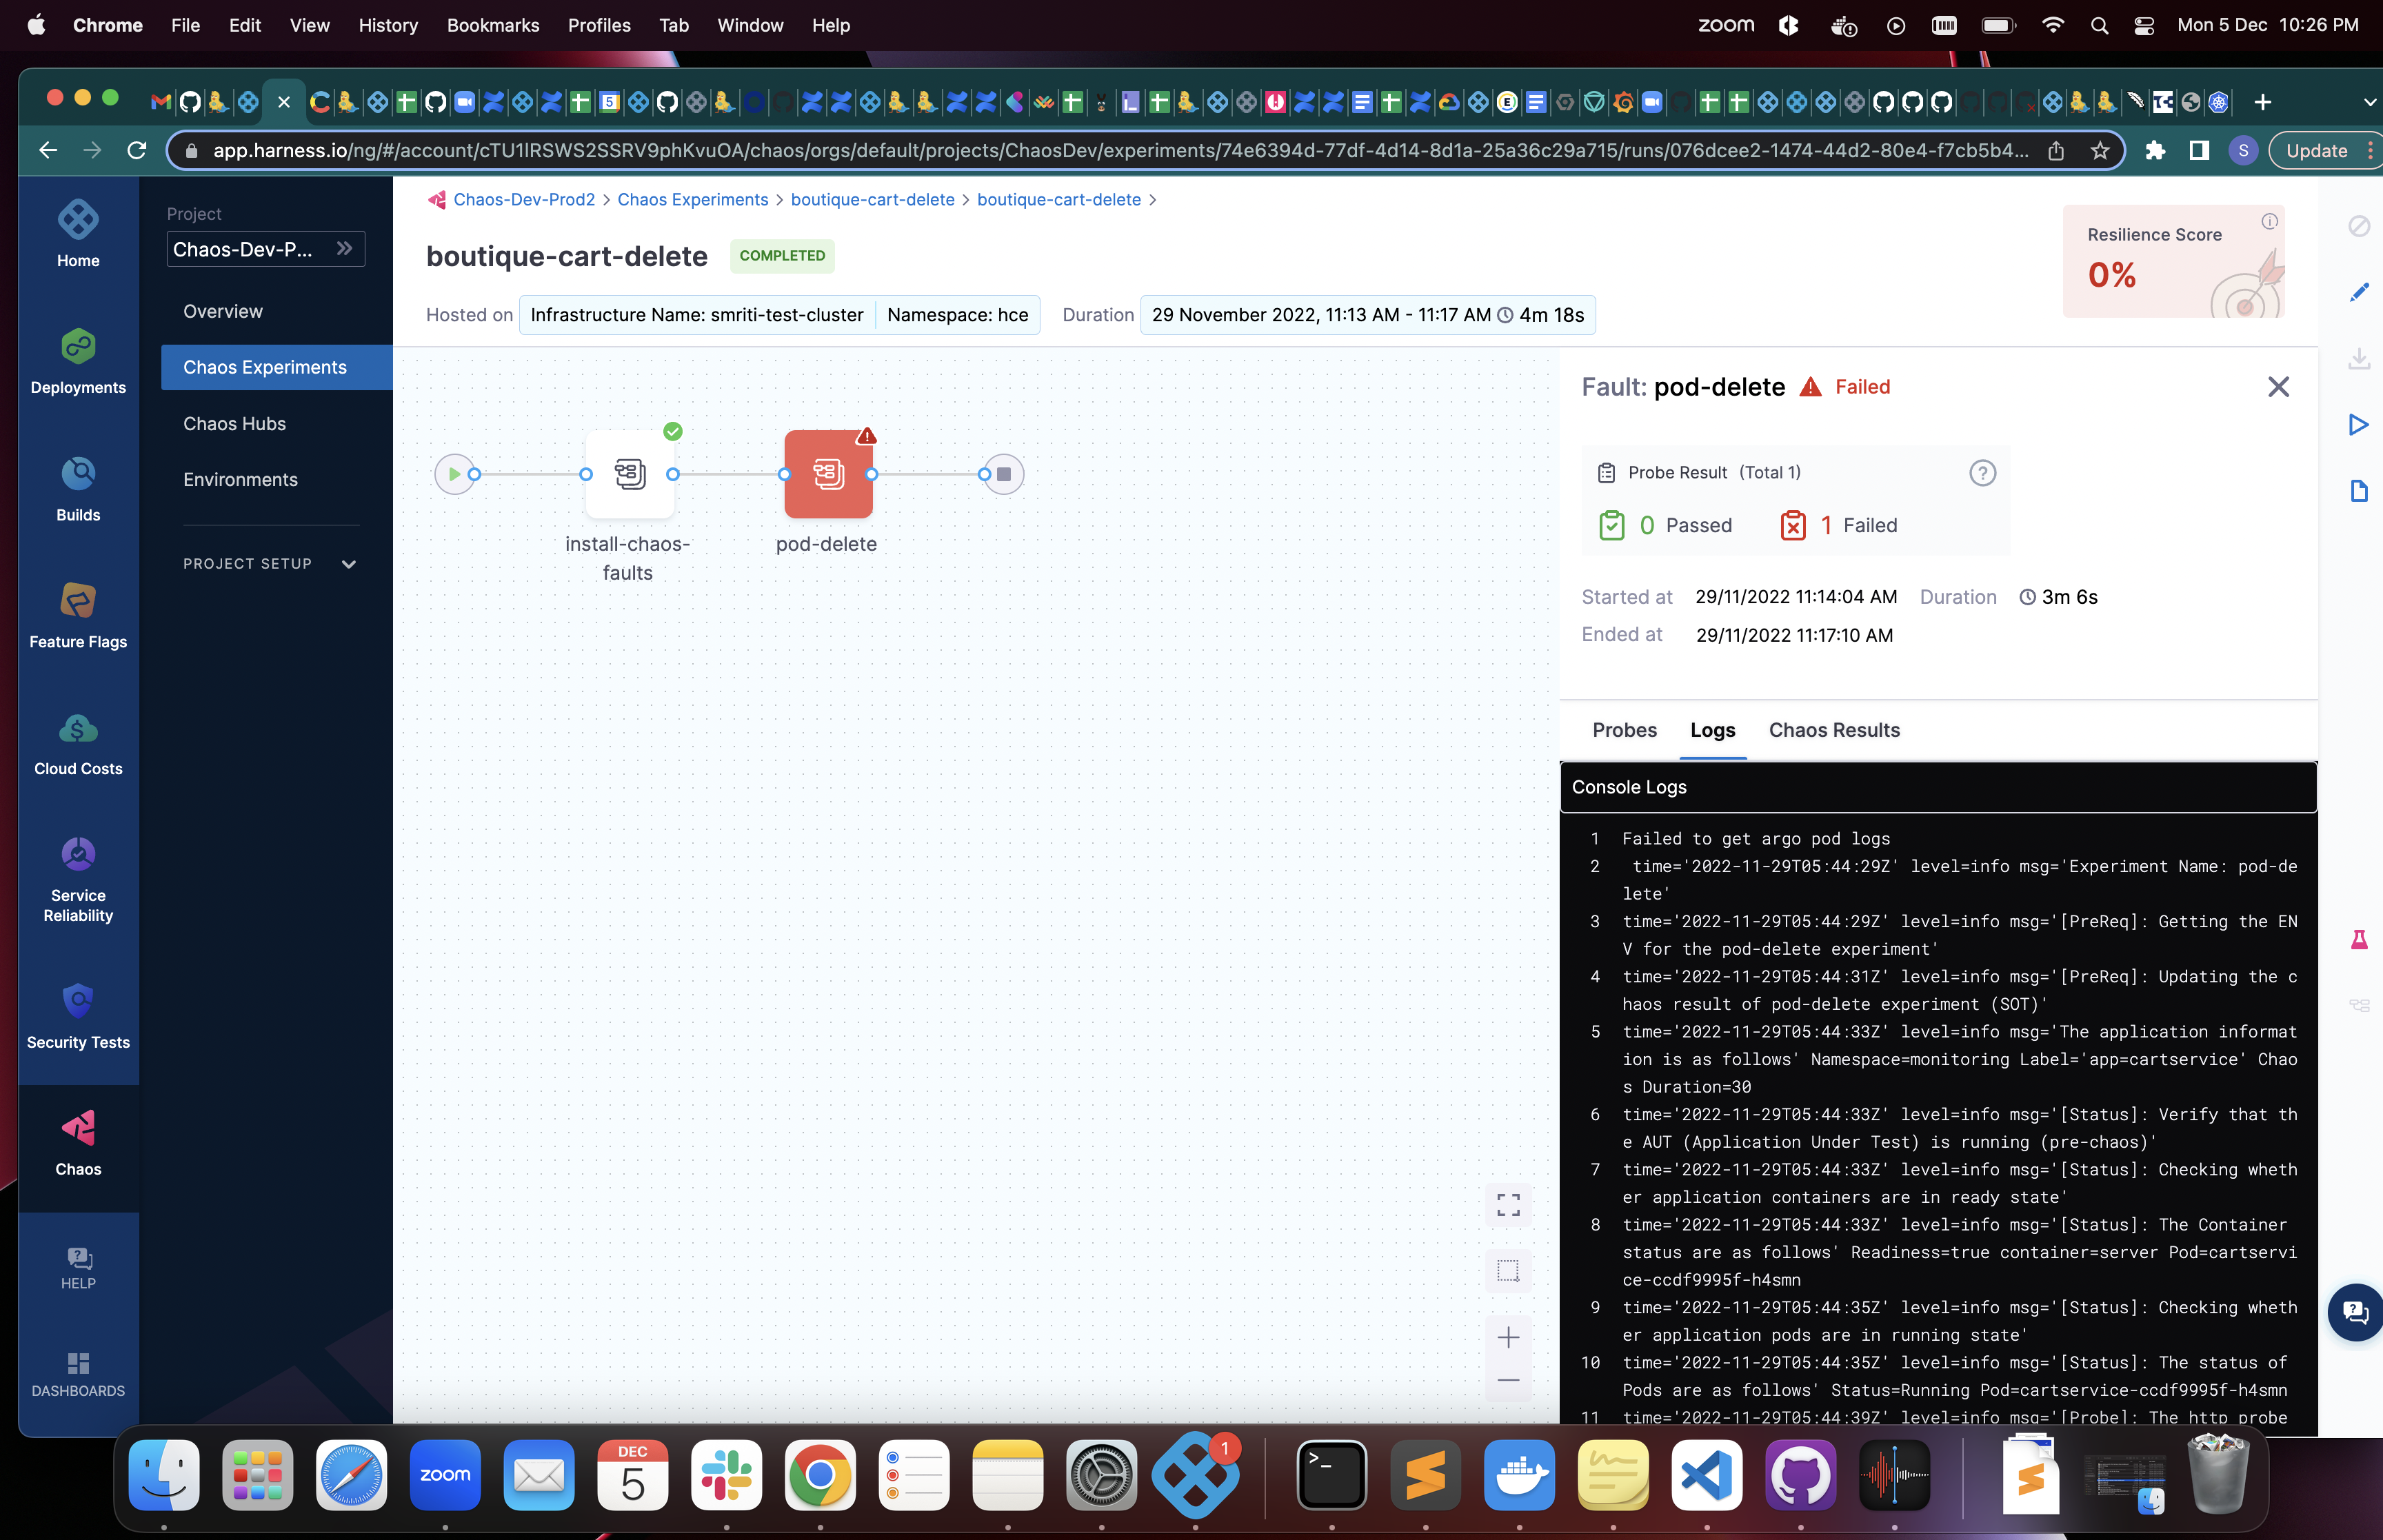 Chrome File Edit View History Bookmarks Profiles Tab Window Help
zoom Mon 5 Dec 10:26 PM
app.harness.io/ng/#/account/cTU1lRSWS2SSRV9phKvuOA/chaos/orgs/default/projects/ChaosDev/experiments/74e6394d-77df-4d14-8d1a-25a36c29a715/runs/076dcee2-1474-44d2-80e4-f7cb5b4...
S
Update
Home
Deployments
Builds
Feature Flags
Cloud Costs
Service
Reliability
Security Tests
Chaos
HELP
DASHBOARDS
Project
Chaos-Dev-P...
Overview
Chaos Experiments
Chaos Hubs
Environments
PROJECT SETUP
Chaos-Dev-Prod2 > Chaos Experiments > boutique-cart-delete > boutique-cart-delete >
boutique-cart-delete COMPLETED
Hosted on Infrastructure Name: smriti-test-cluster Namespace: hce Duration 29 November 2022, 11:13 AM - 11:17 AM 4m 18s
Resilience Score
0%
install-chaos-
faults
pod-delete
Fault: pod-delete Failed
Probe Result (Total 1)
0 Passed 1 Failed
Started at 29/11/2022 11:14:04 AM Duration 3m 6s
Ended at 29/11/2022 11:17:10 AM
Probes Logs Chaos Results
Console Logs
1 Failed to get argo pod logs
2 time='2022-11-29T05:44:29Z' level=info msg='Experiment Name: pod-de
lete'
3 time='2022-11-29T05:44:29Z' level=info msg='[PreReq]: Getting the EN
V for the pod-delete experiment'
4 time='2022-11-29T05:44:31Z' level=info msg='[PreReq]: Updating the c
haos result of pod-delete experiment (SOT)'
5 time='2022-11-29T05:44:33Z' level=info msg='The application informat
ion is as follows' Namespace=monitoring Label='app=cartservice' Chao
s Duration=30
6 time='2022-11-29T05:44:33Z' level=info msg='[Status]: Verify that th
e AUT (Application Under Test) is running (pre-chaos)'
7 time='2022-11-29T05:44:33Z' level=info msg='[Status]: Checking wheth
er application containers are in ready state'
8 time='2022-11-29T05:44:33Z' level=info msg='[Status]: The Container
status are as follows' Readiness=true container=server Pod=cartservi
ce-ccdf9995f-h4smn
9 time='2022-11-29T05:44:35Z' level=info msg='[Status]: Checking wheth
er application pods are in running state'
10 time='2022-11-29T05:44:35Z' level=info msg='[Status]: The status of
Pods are as follows' Status=Running Pod=cartservice-ccdf9995f-h4smn
11 time='2022-11-29T05:44:39Z' level=info msg='[Probe]: The http probe
zoom
DEC
5
1